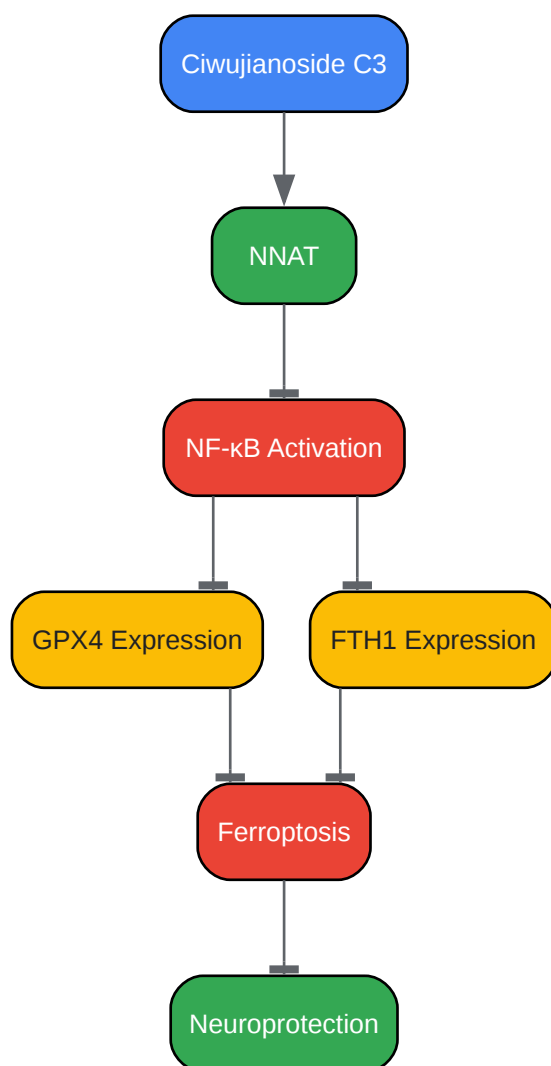 Ciwujianoside C3
NNAT
NF-κB Activation
GPX4 Expression
FTH1 Expression
Ferroptosis
Neuroprotection